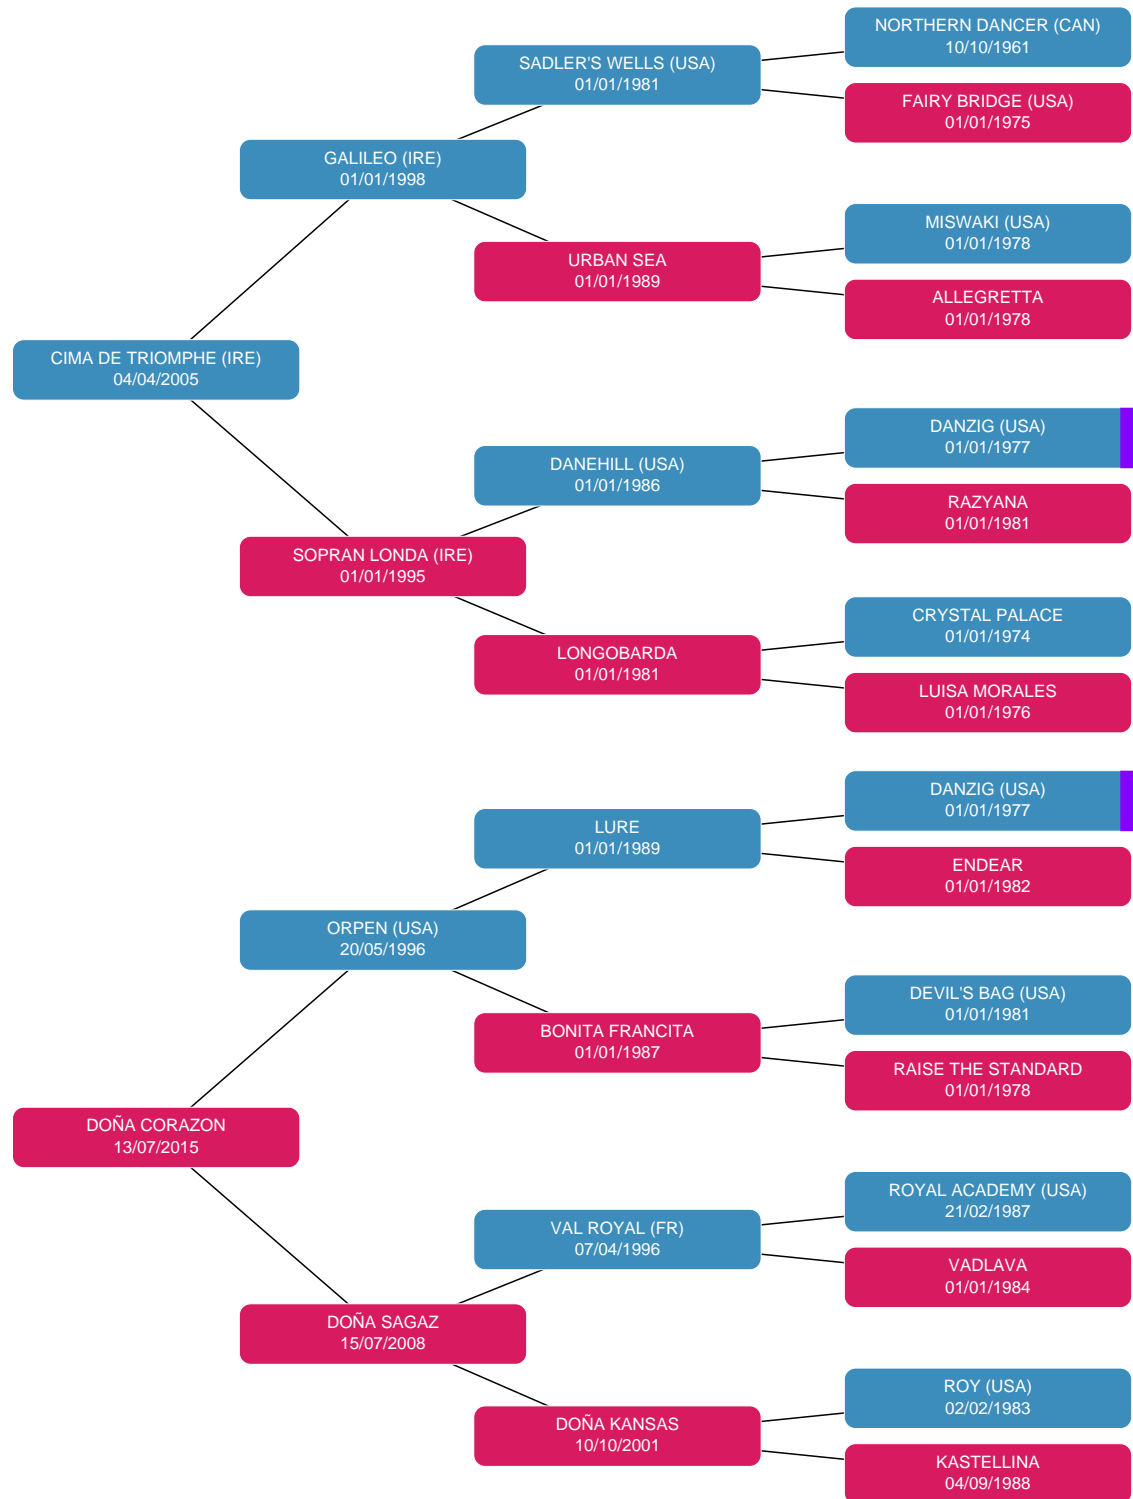 NORTHERN DANCER (CAN)
10/10/1961
SADLER'S WELLS (USA)
01/01/1981
FAIRY BRIDGE (USA)
01/01/1975
GALILEO (IRE)
01/01/1998
MISWAKI (USA)
01/01/1978
URBAN SEA
01/01/1989
ALLEGRETTA
01/01/1978
CIMA DE TRIOMPHE (IRE)
04/04/2005
DANZIG (USA)
01/01/1977
DANEHILL (USA)
01/01/1986
RAZYANA
01/01/1981
SOPRAN LONDA (IRE)
01/01/1995
CRYSTAL PALACE
01/01/1974
LONGOBARDA
01/01/1981
LUISA MORALES
01/01/1976
DANZIG (USA)
01/01/1977
LURE
01/01/1989
ENDEAR
01/01/1982
ORPEN (USA)
20/05/1996
DEVIL'S BAG (USA)
01/01/1981
BONITA FRANCITA
01/01/1987
RAISE THE STANDARD
01/01/1978
DOÑA CORAZON
13/07/2015
ROYAL ACADEMY (USA)
21/02/1987
VAL ROYAL (FR)
07/04/1996
VADLAVA
01/01/1984
DOÑA SAGAZ
15/07/2008
ROY (USA)
02/02/1983
DOÑA KANSAS
10/10/2001
KASTELLINA
04/09/1988